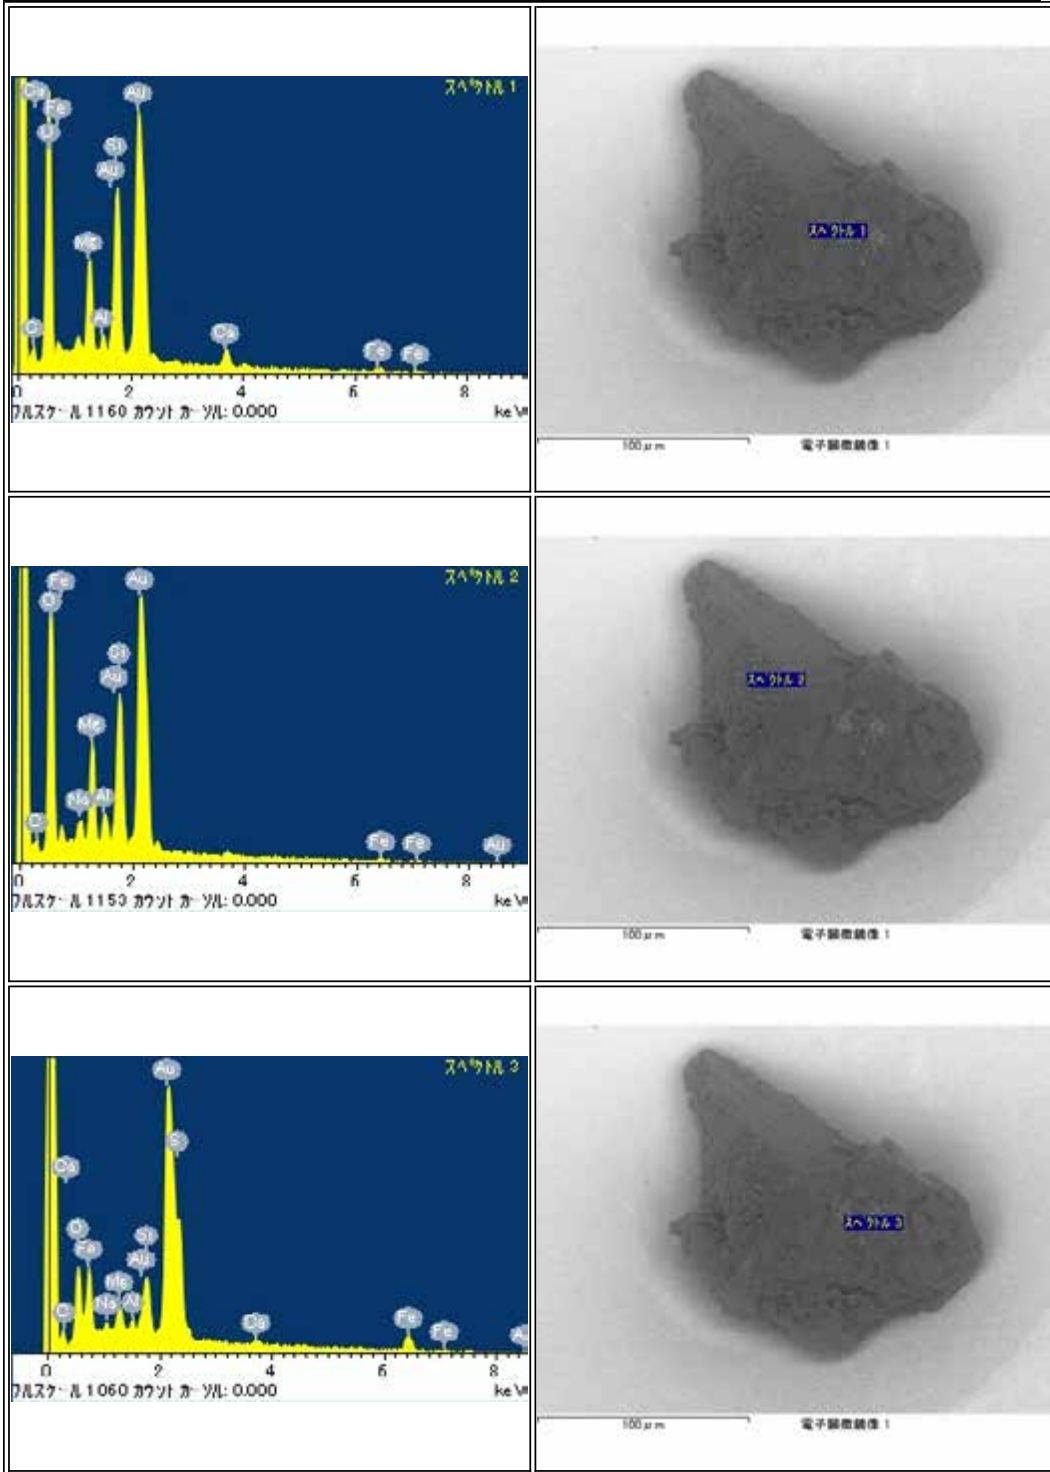 スペクトル 1
Ca
Fe
O
Au
Si
Au
Mg
Al
C
Ca
Fe
Fe
0 2 4 6 8
フルスケール 1160 カウント カーソル: 0.000 keV
スペクトル 1
100μm 電子顕微鏡像 1
スペクトル 2
Fe
O
Au
Si
Au
Mg
Na
Al
C
Fe
Fe
Au
0 2 4 6 8
フルスケール 1153 カウント カーソル: 0.000 keV
スペクトル 2
100μm 電子顕微鏡像 1
スペクトル 3
Au
S
Ca
O
Fe
Si
Au
Mg
Na
Al
C
Ca
Fe
Fe
0 2 4 6 8
フルスケール 1060 カウント カーソル: 0.000 keV
スペクトル 3
100μm 電子顕微鏡像 1